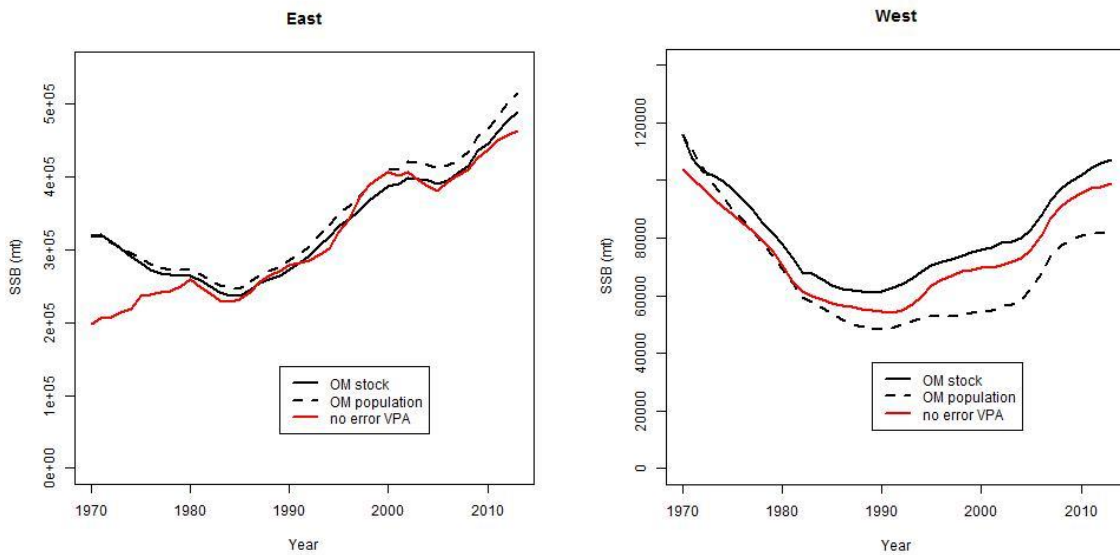 East
SSB (mt)
5e+05
4e+05
3e+05
2e+05
1e+05
0e+00
OM stock
OM population
no error VPA
1970 1980 1990 2000 2010
Year
West
SSB (mt)
120000
80000
60000
40000
20000
0
OM stock
OM population
no error VPA
1970 1980 1990 2000 2010
Year